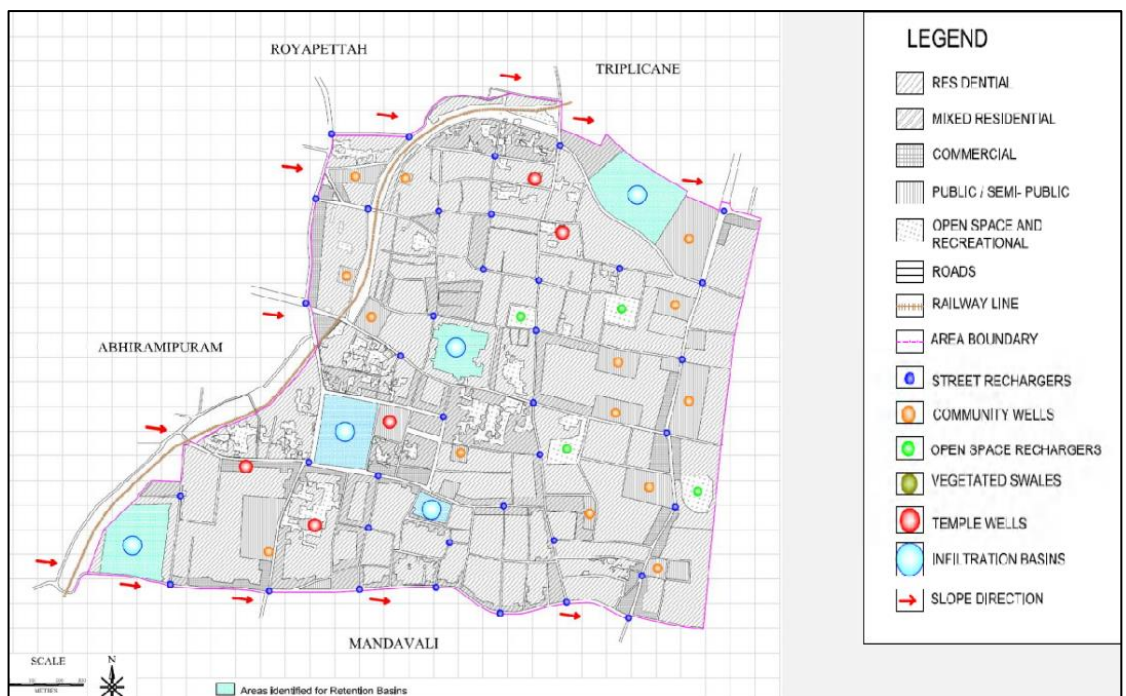 ROYAPETTAH
TRIPLICANE
ABHIRAMIPURAM
MANDAVALI
SCALE
METERS
N
Areas identified for Retention Basins
LEGEND
RESIDENTIAL
MIXED RESIDENTIAL
COMMERCIAL
PUBLIC / SEMI- PUBLIC
OPEN SPACE AND
RECREATIONAL
ROADS
RAILWAY LINE
AREA BOUNDARY
STREET RECHARGERS
COMMUNITY WELLS
OPEN SPACE RECHARGERS
VEGETATED SWALES
TEMPLE WELLS
INFILTRATION BASINS
SLOPE DIRECTION